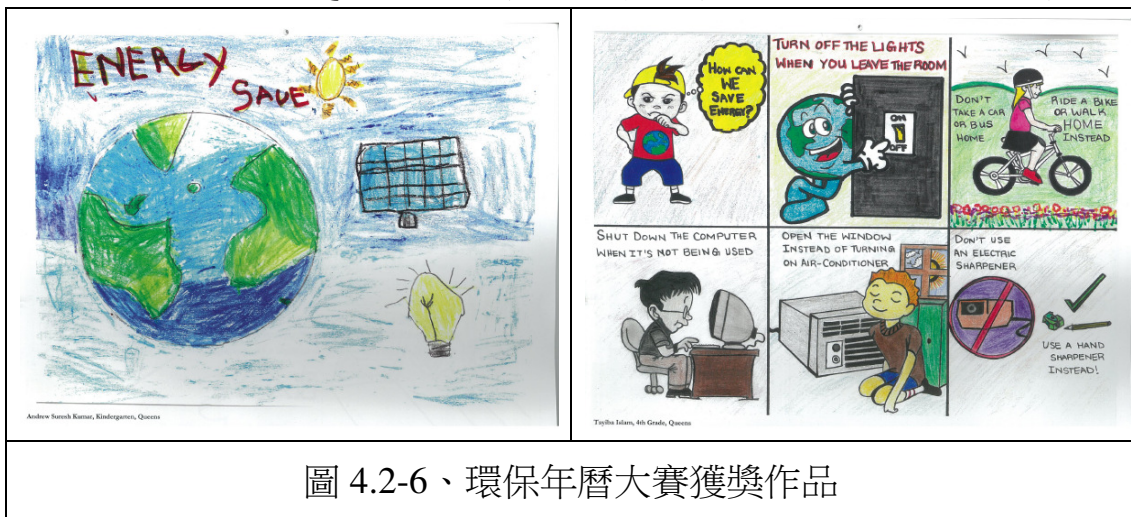 ENERGY
SAVE
Andrew Suresh Kumar, Kindergarten, Queens
HOW CAN
WE
SAVE
ENERGY?
TURN OFF THE LIGHTS
WHEN YOU LEAVE THE ROOM
ON
OFF
DON'T
TAKE A CAR
OR BUS
HOME
RIDE A BIKE
OR WALK
HOME
INSTEAD
SHUT DOWN THE COMPUTER
WHEN IT'S NOT BEING USED
OPEN THE WINDOW
INSTEAD OF TURNING
ON AIR-CONDITIONER
DON'T USE
AN ELECTRIC
SHARPENER
USE A HAND
SHARPENER
INSTEAD!
Tayiba Islam, 4th Grade, Queens
圖 4.2-6、環保年曆大賽獲獎作品